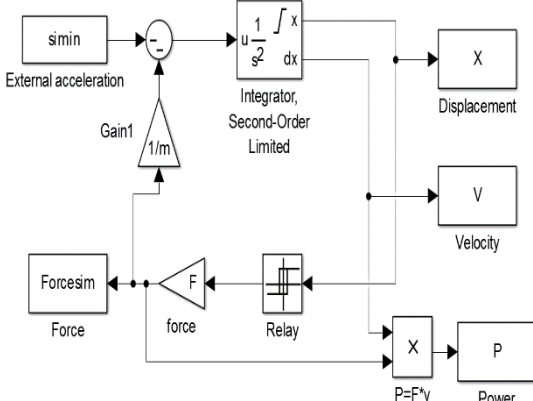 simin
External acceleration
--
u 1/s² x
dx
Integrator,
Second-Order
Limited
X
Displacement
Gain1
1/m
V
Velocity
Forcesim
Force
F
force
Relay
X
P=F*v
P
Power